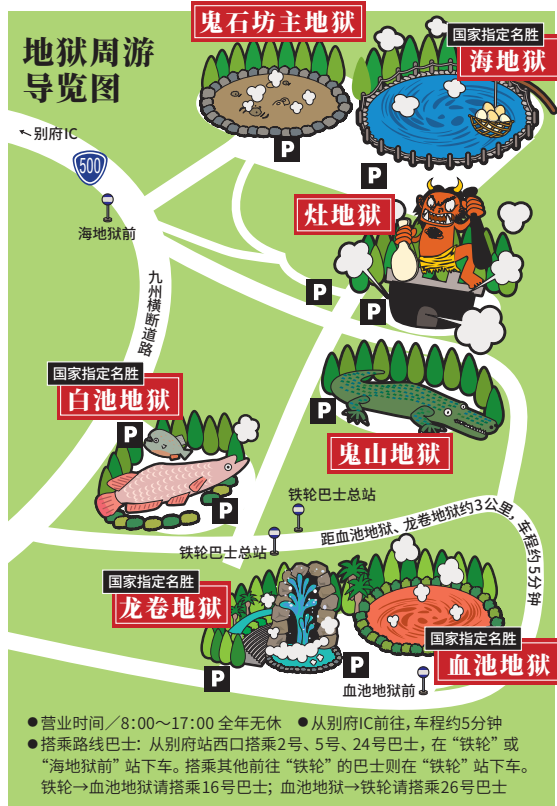 地狱周游
导览图
鬼石坊主地狱
国家指定名胜
海地狱
P
P
←别府IC
500
海地狱前
灶地狱
P
P
九州横断道路
国家指定名胜
白池地狱
P
P
P
鬼山地狱
铁轮巴士总站
铁轮巴士总站
距血池地狱、龙卷地狱约3公里，车程约5分钟
国家指定名胜
龙卷地狱
P
P
国家指定名胜
血池地狱
血池地狱前
●营业时间／8:00～17:00 全年无休 ●从别府IC前往，车程约5分钟
●搭乘路线巴士：从别府站西口搭乘2号、5号、24号巴士，在“铁轮”或
“海地狱前”站下车。搭乘其他前往“铁轮”的巴士则在“铁轮”站下车。
铁轮→血池地狱请搭乘16号巴士；血池地狱→铁轮请搭乘26号巴士